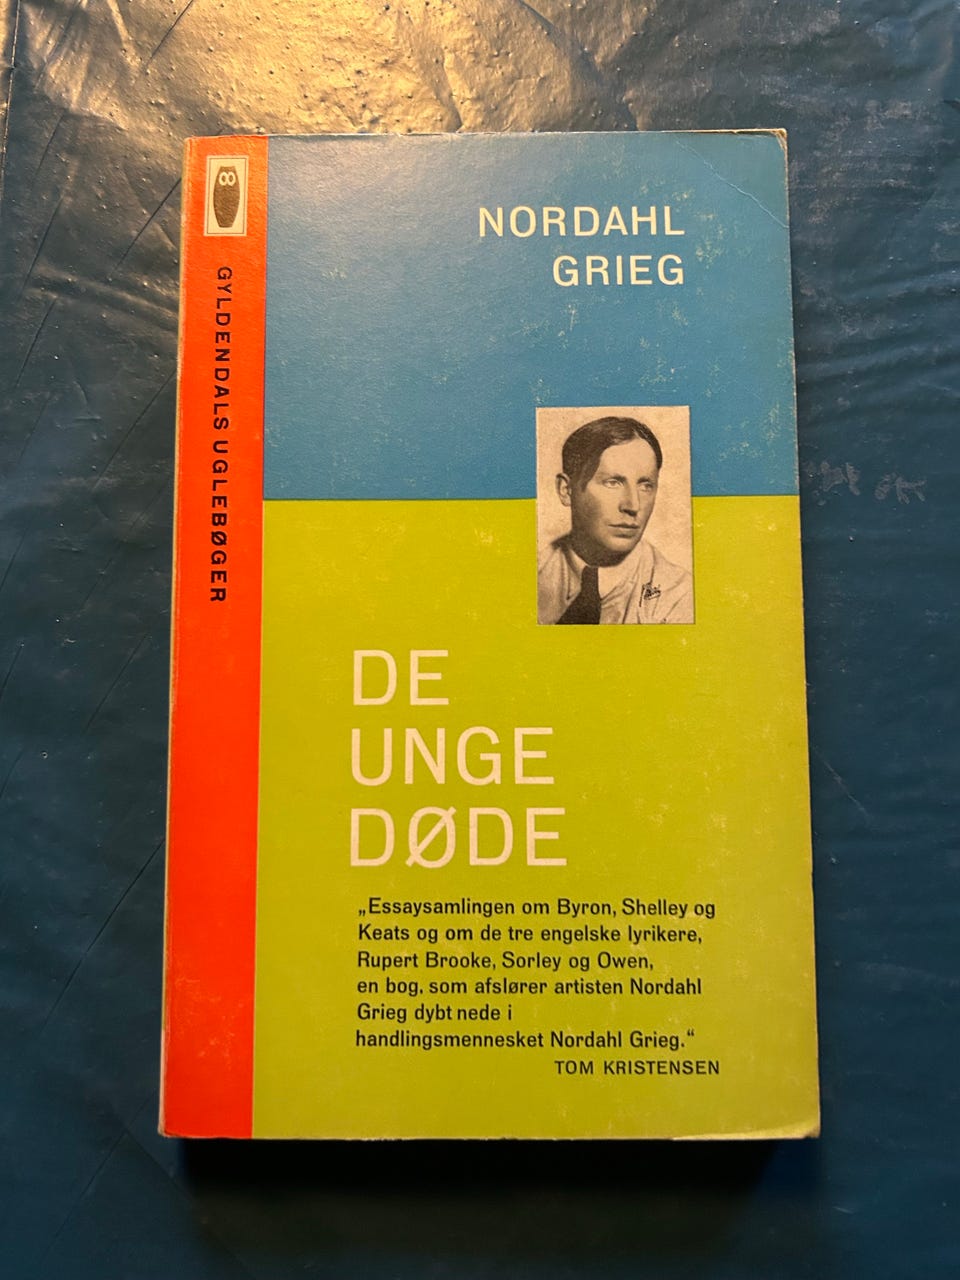 GYLDENDALS UGLEBØGER
NORDAHL
GRIEG
DE
UNGE
DØDE
„Essaysamlingen om Byron, Shelley og
Keats og om de tre engelske lyrikere,
Rupert Brooke, Sorley og Owen,
en bog, som afslører artisten Nordahl
Grieg dybt nede i
handlingsmennesket Nordahl Grieg.“
TOM KRISTENSEN